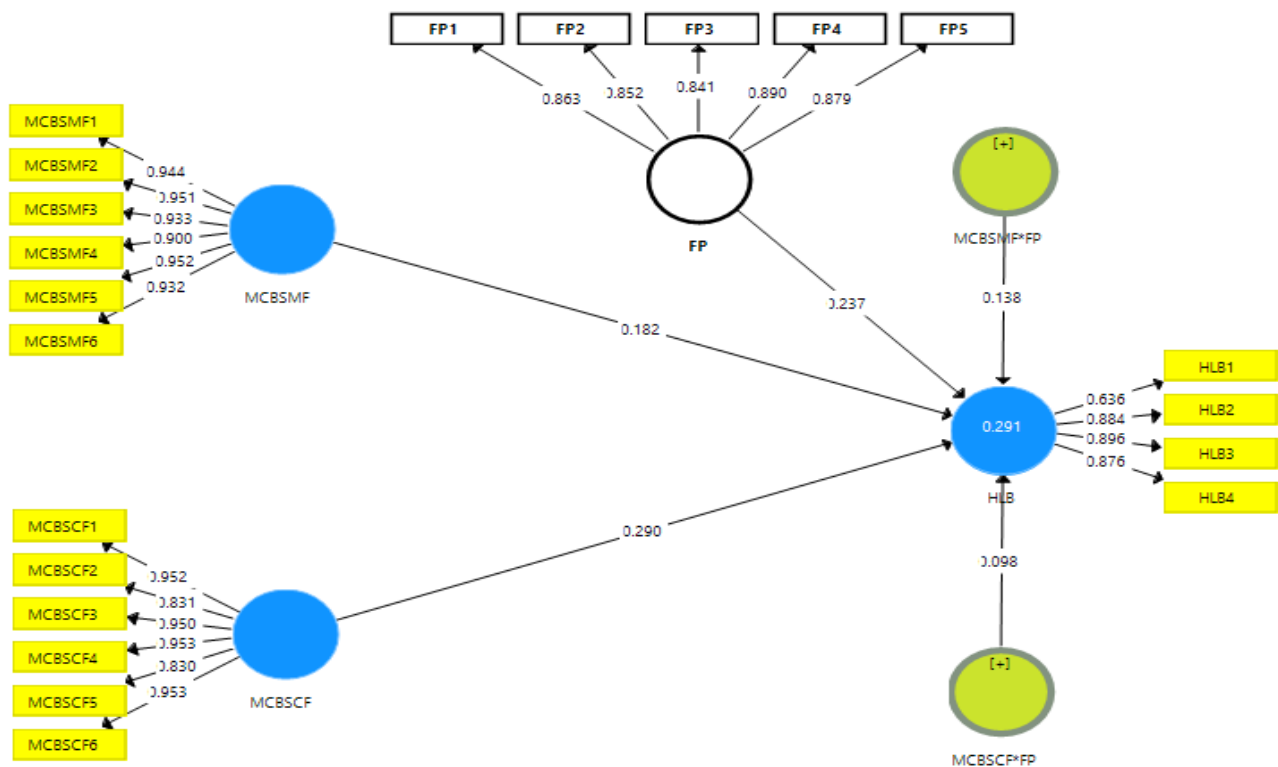 FP1
FP2
FP3
FP4
FP5
0.863
0.852
0.841
0.890
0.879
FP
MCBSMF1
MCBSMF2
MCBSMF3
MCBSMF4
MCBSMF5
MCBSMF6
0.944
0.951
0.933
0.900
0.952
0.932
MCBSMF
[+]
MCBSMF*FP
0.138
0.237
0.182
0.291
HLB
0.636
0.884
0.896
0.876
HLB1
HLB2
HLB3
HLB4
0.290
0.098
MCBSCF1
MCBSCF2
MCBSCF3
MCBSCF4
MCBSCF5
MCBSCF6
0.952
0.831
0.950
0.953
0.830
0.953
MCBSCF
[+]
MCBSCF*FP